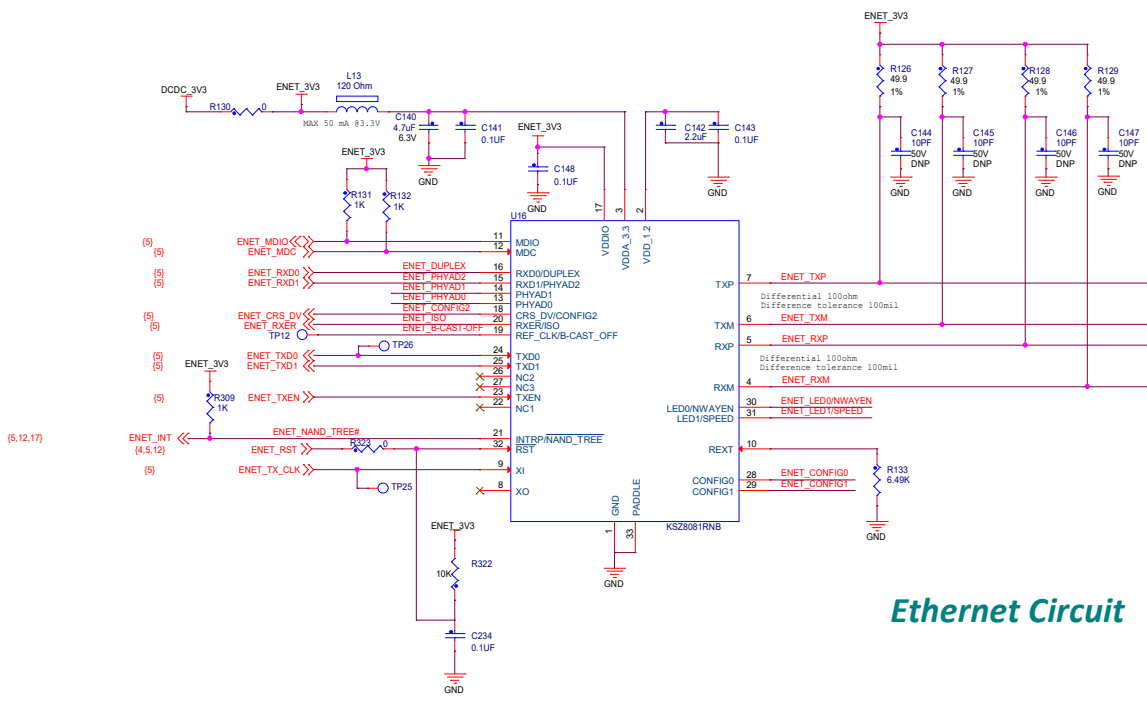 ENET_3V3
R126
49.9
1%
R127
49.9
1%
R128
49.9
1%
R129
49.9
1%
C144
10PF
50V
DNP
C145
10PF
50V
DNP
C146
10PF
50V
DNP
C147
10PF
50V
DNP
GND
GND
GND
GND
DCDC_3V3
R130
0
ENET_3V3
L13
120 Ohm
MAX 50 mA @3.3V
C140
4.7uF
6.3V
C141
0.1UF
GND
ENET_3V3
C148
0.1UF
GND
C142
2.2uF
C143
0.1UF
GND
ENET_3V3
R131
1K
R132
1K
U16
17
3
2
VDDIO
VDDA_3.3
VDD_1.2
{5} ENET_MDIO 11 MDIO
{5} ENET_MDC 12 MDC
{5} ENET_RXD0 ENET_DUPLEX 16 RXD0/DUPLEX
{5} ENET_RXD1 ENET_PHYAD2 15 RXD1/PHYAD2
ENET_PHYAD1 14 PHYAD1
ENET_PHYAD0 13 PHYAD0
{5} ENET_CRS_DV ENET_CONFIG2 18 CRS_DV/CONFIG2
{5} ENET_RXER ENET_ISO 20 RXER/ISO
TP12 ENET_B-CAST-OFF 19 REF_CLK/B-CAST_OFF
TP26
{5} ENET_TXD0 24 TXD0
{5} ENET_TXD1 25 TXD1
26 NC2
27 NC3
{5} ENET_TXEN 23 TXEN
22 NC1
ENET_3V3
R309
1K
{5,12,17} ENET_INT ENET_NAND_TREE# 21 INTRP/NAND_TREE
{4,5,12} ENET_RST R323 0 32 RST
{5} ENET_TX_CLK 9 XI
TP25
8 XO
TXP 7 ENET_TXP
Differential 100ohm
Difference tolerance 100mil
TXM 6 ENET_TXM
RXP 5 ENET_RXP
Differential 100ohm
Difference tolerance 100mil
RXM 4 ENET_RXM
LED0/NWAYEN 30 ENET_LED0/NWAYEN
LED1/SPEED 31 ENET_LED1/SPEED
REXT 10
R133
6.49K
GND
CONFIG0 28 ENET_CONFIG0
CONFIG1 29 ENET_CONFIG1
GND
PADDLE
1
33
KSZ8081RNB
GND
ENET_3V3
R322
10K
C234
0.1UF
GND
Ethernet Circuit